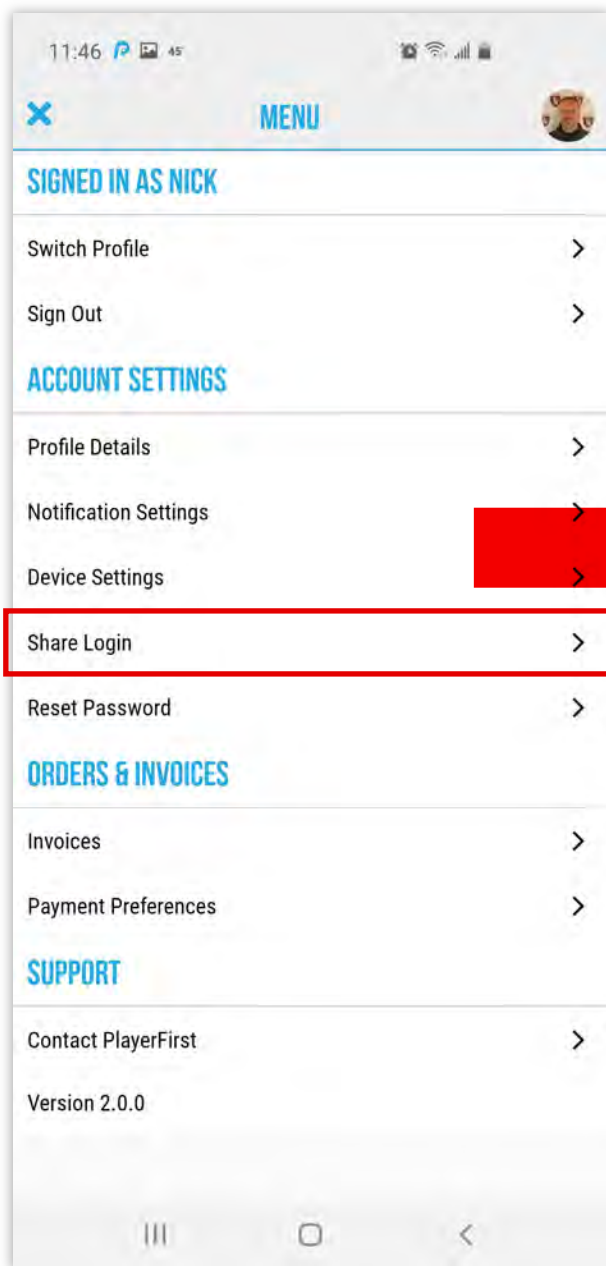 11:46 45°
MENU
SIGNED IN AS NICK
Switch Profile
Sign Out
ACCOUNT SETTINGS
Profile Details
Notification Settings
Device Settings
Share Login
Reset Password
ORDERS & INVOICES
Invoices
Payment Preferences
SUPPORT
Contact PlayerFirst
Version 2.0.0